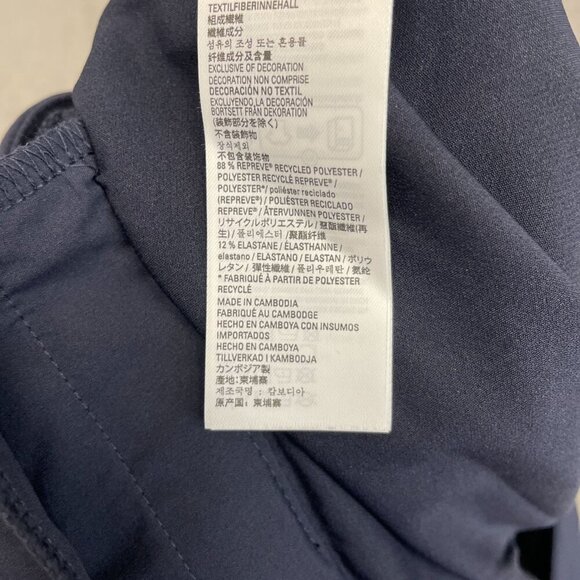 TEXTILFIBERINNEHÅLL
組成纖維
纖維成分
섬유의 조성 또는 혼용률
纤维成分及含量
EXCLUSIVE OF DECORATION
DÉCORATION NON COMPRISE
DECORACIÓN NO TEXTIL
EXCLUYENDO LA DECORACIÓN
BORTSETT FRÅN DEKORATION
(装飾部分を除く)
不含裝飾物
장식제외
不包含装饰物
88 % REPREVE® RECYCLED POLYESTER /
POLYESTER RECYCLÉ REPREVE® /
POLYESTER*/ poliéster reciclado
(REPREVE®) / POLIÉSTER RECICLADO
REPREVE® / ÅTERVUNNEN POLYESTER /
リサイクルポリエステル / 聚酯纖維(再
生) / 폴리에스터 /聚酯纤维
12 % ELASTANE / ÉLASTHANNE /
elastano / ELASTANO / ELASTAN / ポリウ
レタン / 彈性纖維 / 폴리우레탄 / 氨纶
* FABRIQUÉ À PARTIR DE POLYESTER
RECYCLÉ
MADE IN CAMBODIA
FABRIQUÉ AU CAMBODGE
HECHO EN CAMBOYA CON INSUMOS
IMPORTADOS
HECHO EN CAMBOYA
TILLVERKAD I KAMBODJA
カンボジア製
產地: 柬埔寨
제조국명 : 캄보디아
原产国: 柬埔寨